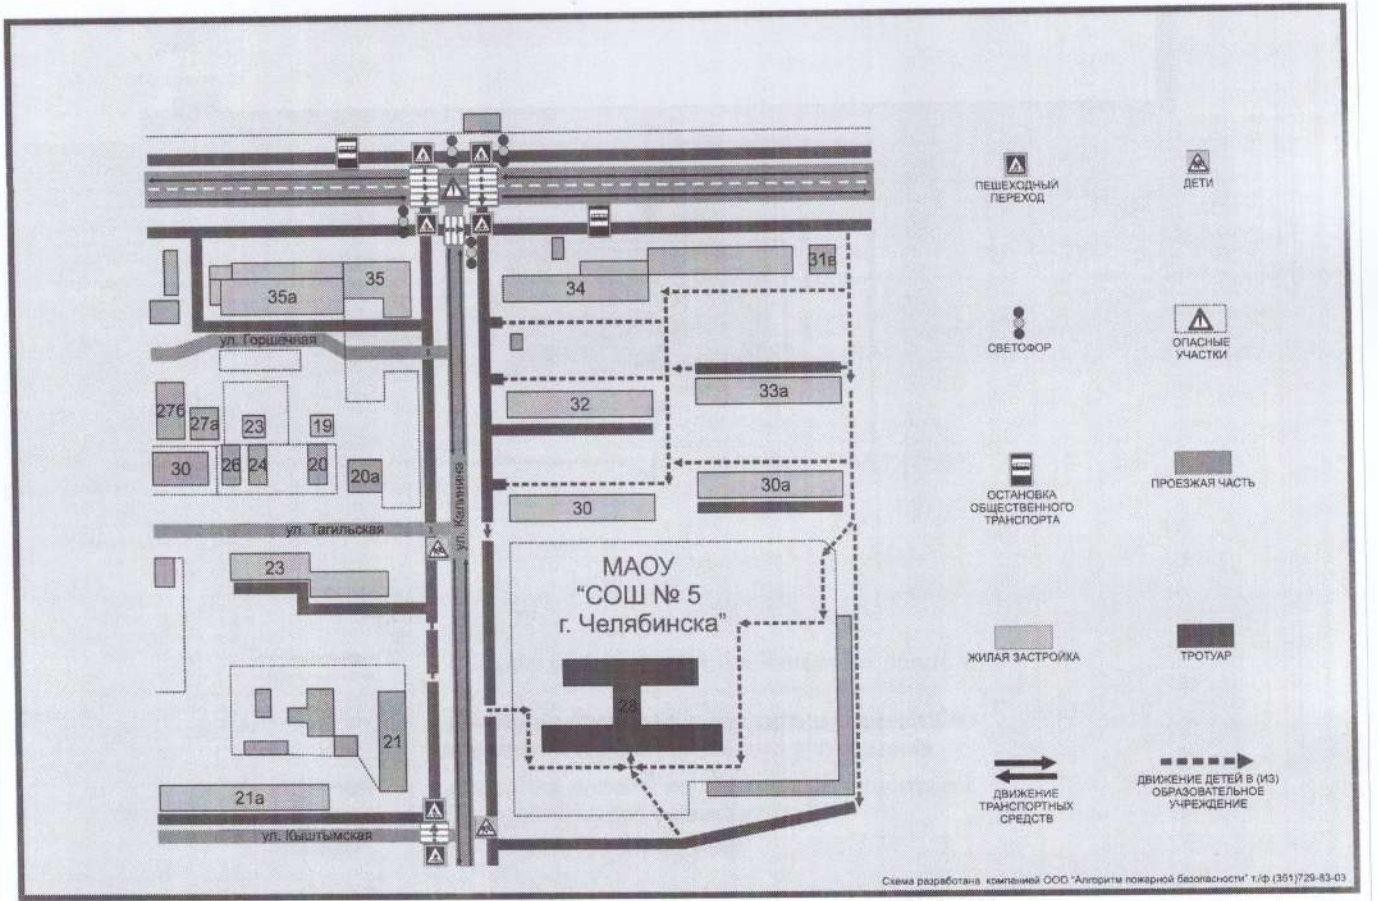 35
35а
34
31в
ул. Горшечная
27б
27а
23
19
32
33а
30
26
24
20
20а
30
30а
ул. Калинина
ул. Тагильская
23
МАОУ
"СОШ № 5
г. Челябинска"
28
21
21а
ул. Кыштымская
ПЕШЕХОДНЫЙ
ПЕРЕХОД
ДЕТИ
СВЕТОФОР
ОПАСНЫЕ
УЧАСТКИ
ОСТАНОВКА
ОБЩЕСТВЕННОГО
ТРАНСПОРТА
ПРОЕЗЖАЯ ЧАСТЬ
ЖИЛАЯ ЗАСТРОЙКА
ТРОТУАР
ДВИЖЕНИЕ
ТРАНСПОРТНЫХ
СРЕДСТВ
ДВИЖЕНИЕ ДЕТЕЙ В (ИЗ)
ОБРАЗОВАТЕЛЬНОЕ
УЧРЕЖДЕНИЕ
Схема разработана компанией ООО "Алгоритм пожарной безопасности" т./ф (351)729-83-03